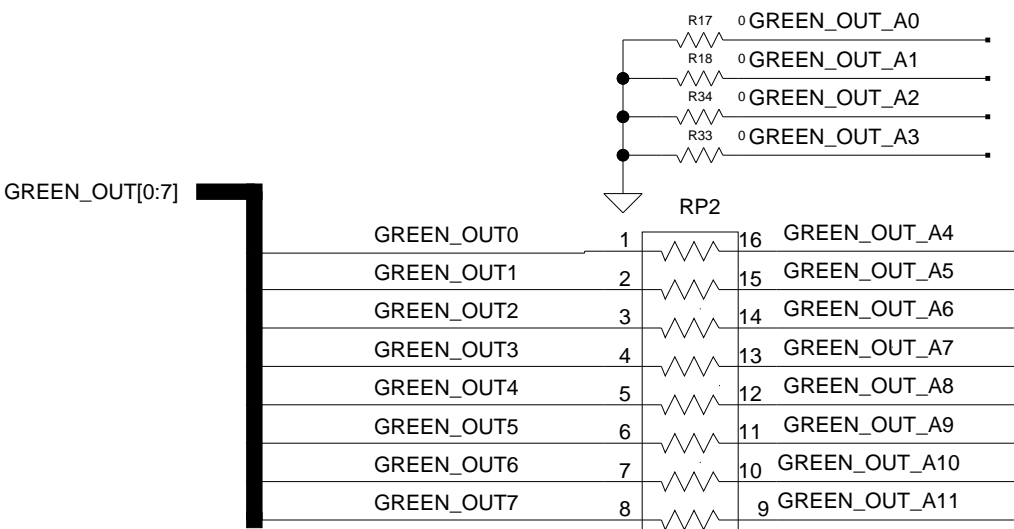 R17 0 GREEN_OUT_A0
R18 0 GREEN_OUT_A1
R34 0 GREEN_OUT_A2
R33 0 GREEN_OUT_A3
GREEN_OUT[0:7]
RP2
GREEN_OUT0 1 16 GREEN_OUT_A4
GREEN_OUT1 2 15 GREEN_OUT_A5
GREEN_OUT2 3 14 GREEN_OUT_A6
GREEN_OUT3 4 13 GREEN_OUT_A7
GREEN_OUT4 5 12 GREEN_OUT_A8
GREEN_OUT5 6 11 GREEN_OUT_A9
GREEN_OUT6 7 10 GREEN_OUT_A10
GREEN_OUT7 8 9 GREEN_OUT_A11